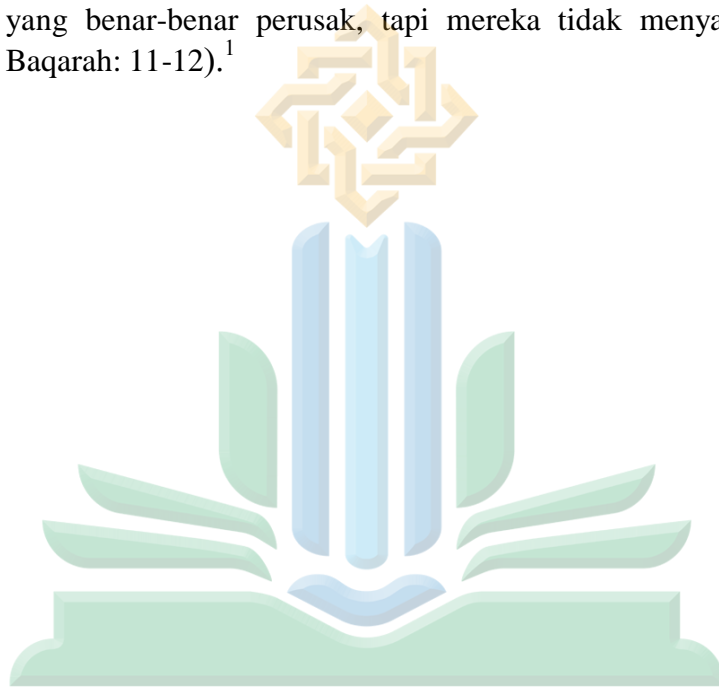 yang benar-benar perusak, tapi mereka tidak menya
Baqarah: 11-12).¹